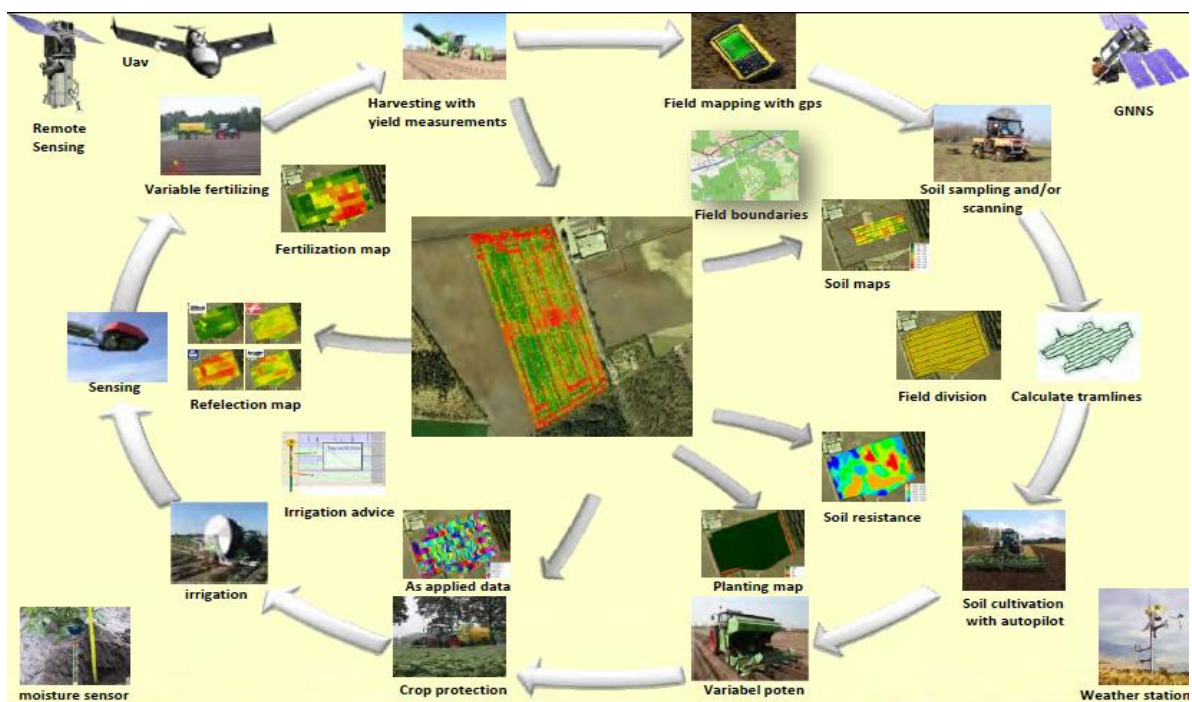 Uav
Remote
Sensing
Harvesting with
yield measurements
Field mapping with gps
GNNS
Variable fertilizing
Fertilization map
Field boundaries
Soil sampling and/or
scanning
Soil maps
Sensing
Refelection map
Field division
Calculate tramlines
Irrigation advice
Soil resistance
irrigation
As applied data
Planting map
Soil cultivation
with autopilot
moisture sensor
Crop protection
Variabel poten
Weather station